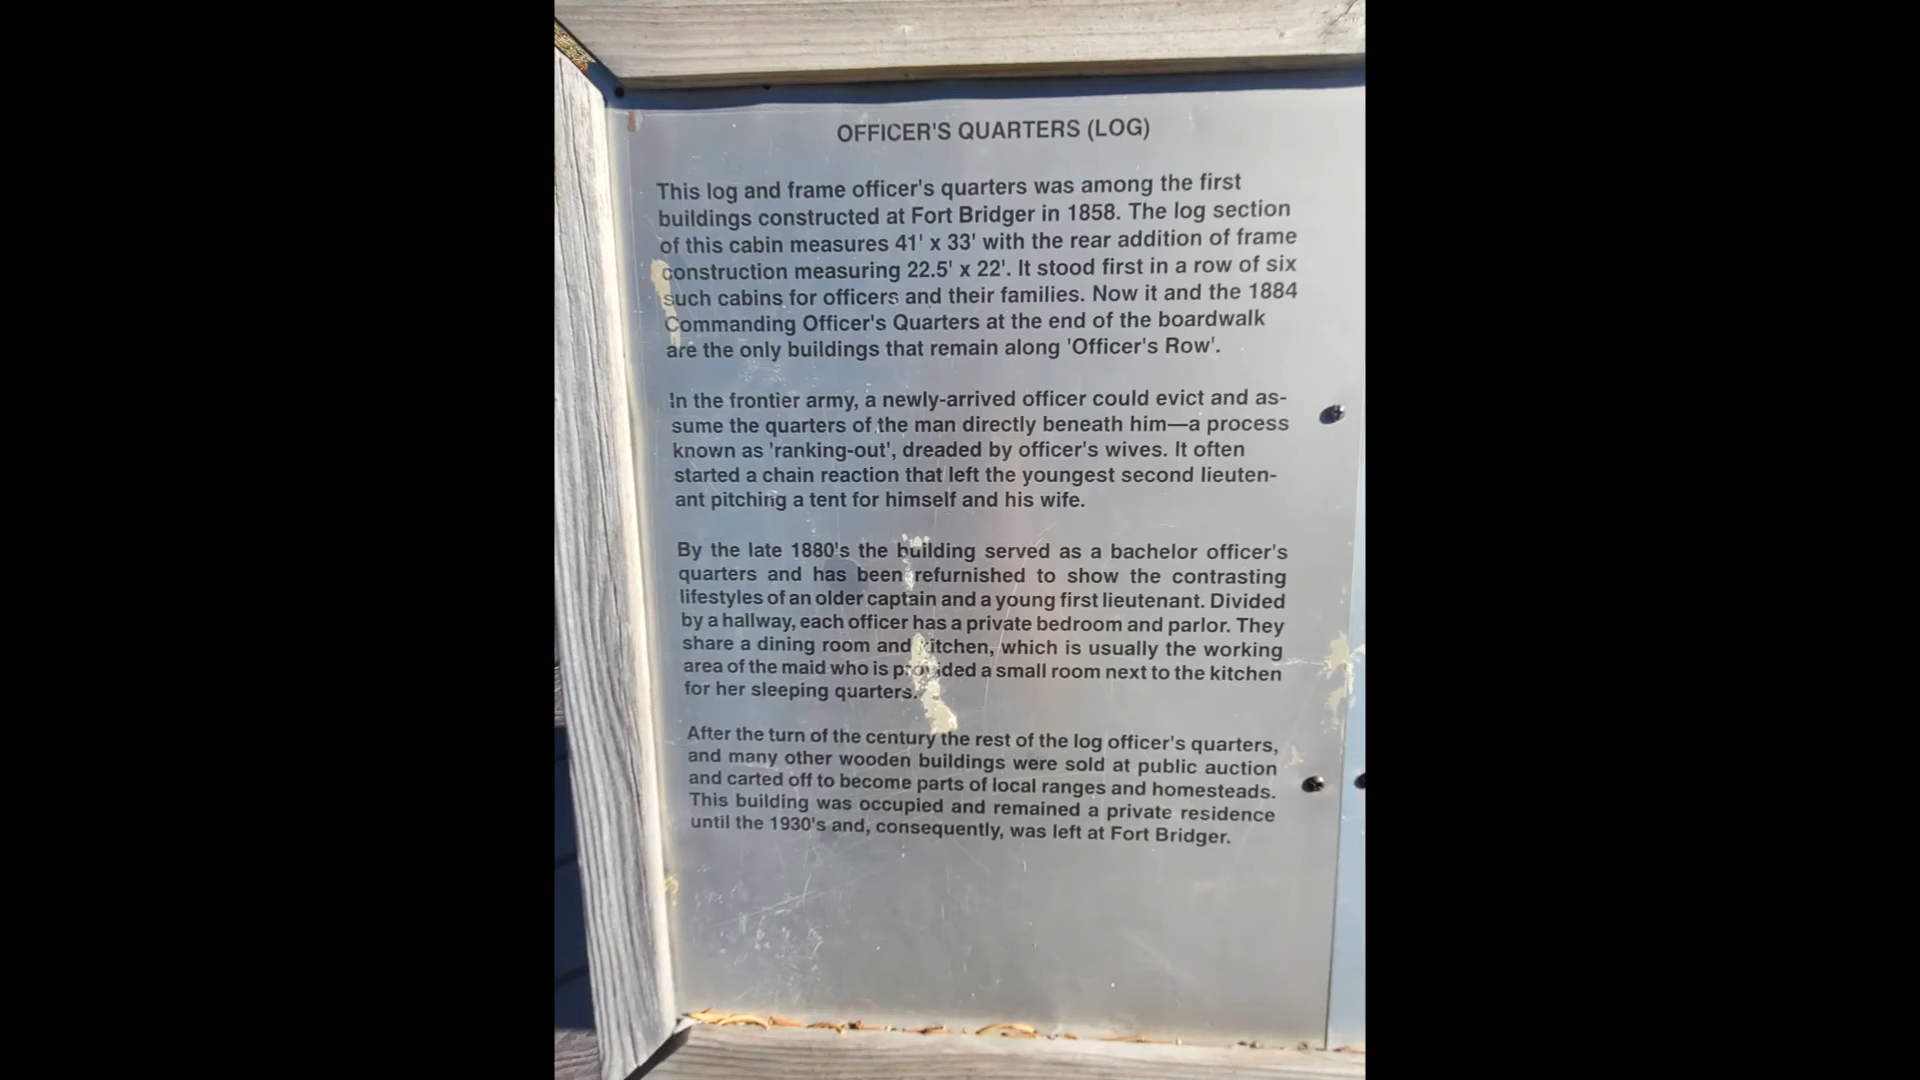 OFFICER'S QUARTERS (LOG)
This log and frame officer's quarters was among the first
buildings constructed at Fort Bridger in 1858. The log section
of this cabin measures 41' x 33' with the rear addition of frame
construction measuring 22.5' x 22'. It stood first in a row of six
such cabins for officers and their families. Now it and the 1884
Commanding Officer's Quarters at the end of the boardwalk
are the only buildings that remain along 'Officer's Row'.
In the frontier army, a newly-arrived officer could evict and as-
sume the quarters of the man directly beneath him—a process
known as 'ranking-out', dreaded by officer's wives. It often
started a chain reaction that left the youngest second lieuten-
ant pitching a tent for himself and his wife.
By the late 1880's the building served as a bachelor officer's
quarters and has been refurnished to show the contrasting
lifestyles of an older captain and a young first lieutenant. Divided
by a hallway, each officer has a private bedroom and parlor. They
share a dining room and kitchen, which is usually the working
area of the maid who is provided a small room next to the kitchen
for her sleeping quarters.
After the turn of the century the rest of the log officer's quarters,
and many other wooden buildings were sold at public auction
and carted off to become parts of local ranges and homesteads.
This building was occupied and remained a private residence
until the 1930's and, consequently, was left at Fort Bridger.